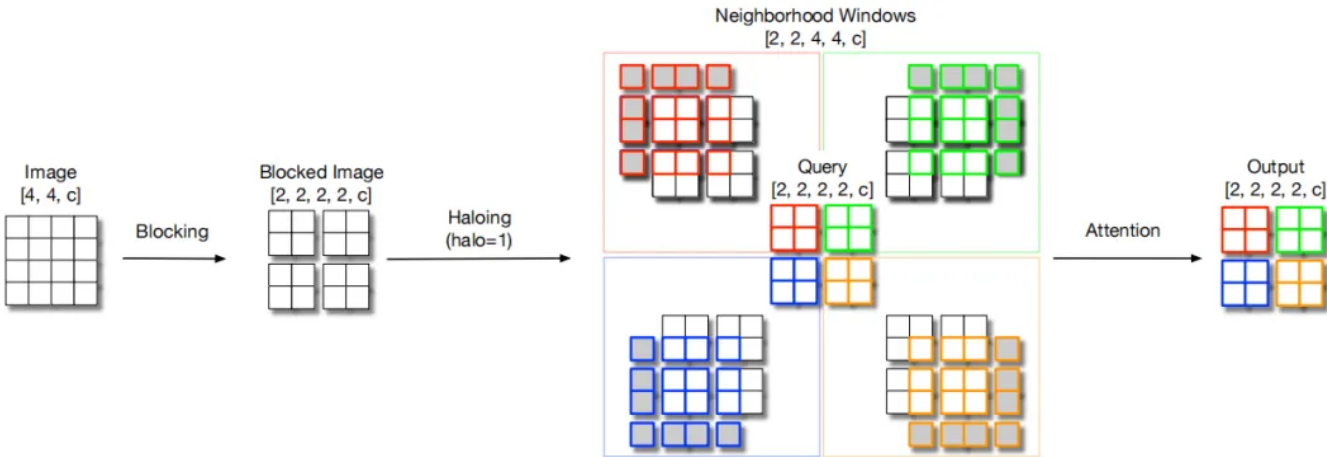 Neighborhood Windows
[2, 2, 4, 4, c]
Image
[4, 4, c]
Blocking
Blocked Image
[2, 2, 2, 2, c]
Haloing
(halo=1)
Query
[2, 2, 2, 2, c]
Attention
Output
[2, 2, 2, 2, c]